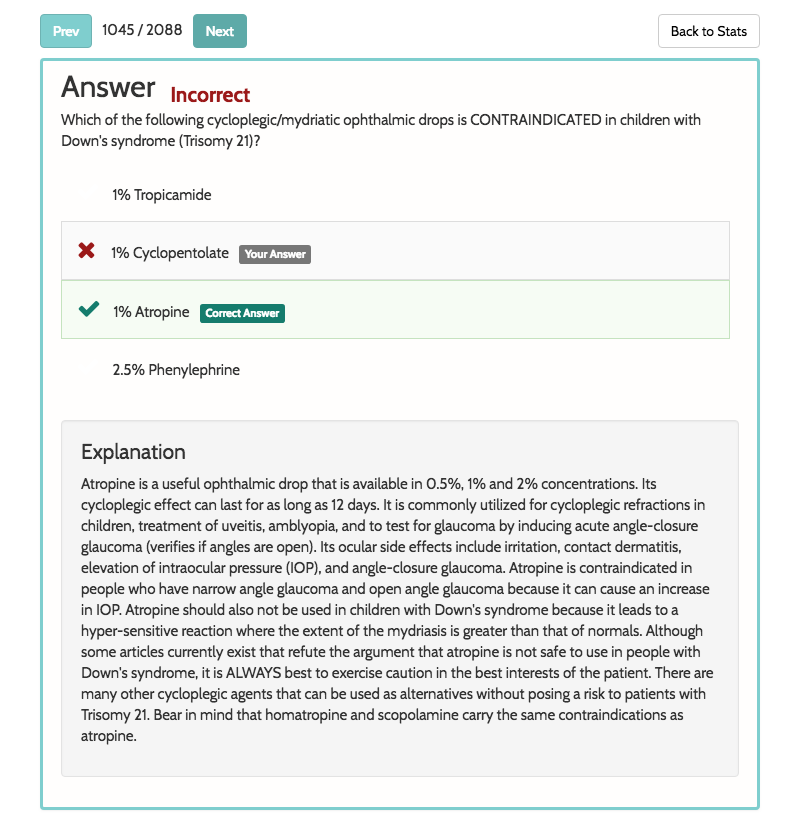 Prev 1045 / 2088 Next Back to Stats
Answer Incorrect
Which of the following cycloplegic/mydriatic ophthalmic drops is CONTRAINDICATED in children with
Down's syndrome (Trisomy 21)?
1% Tropicamide
1% Cyclopentolate Your Answer
1% Atropine Correct Answer
2.5% Phenylephrine
Explanation
Atropine is a useful ophthalmic drop that is available in 0.5%, 1% and 2% concentrations. Its
cycloplegic effect can last for as long as 12 days. It is commonly utilized for cycloplegic refractions in
children, treatment of uveitis, amblyopia, and to test for glaucoma by inducing acute angle-closure
glaucoma (verifies if angles are open). Its ocular side effects include irritation, contact dermatitis,
elevation of intraocular pressure (IOP), and angle-closure glaucoma. Atropine is contraindicated in
people who have narrow angle glaucoma and open angle glaucoma because it can cause an increase
in IOP. Atropine should also not be used in children with Down's syndrome because it leads to a
hyper-sensitive reaction where the extent of the mydriasis is greater than that of normals. Although
some articles currently exist that refute the argument that atropine is not safe to use in people with
Down's syndrome, it is ALWAYS best to exercise caution in the best interests of the patient. There are
many other cycloplegic agents that can be used as alternatives without posing a risk to patients with
Trisomy 21. Bear in mind that homatropine and scopolamine carry the same contraindications as
atropine.